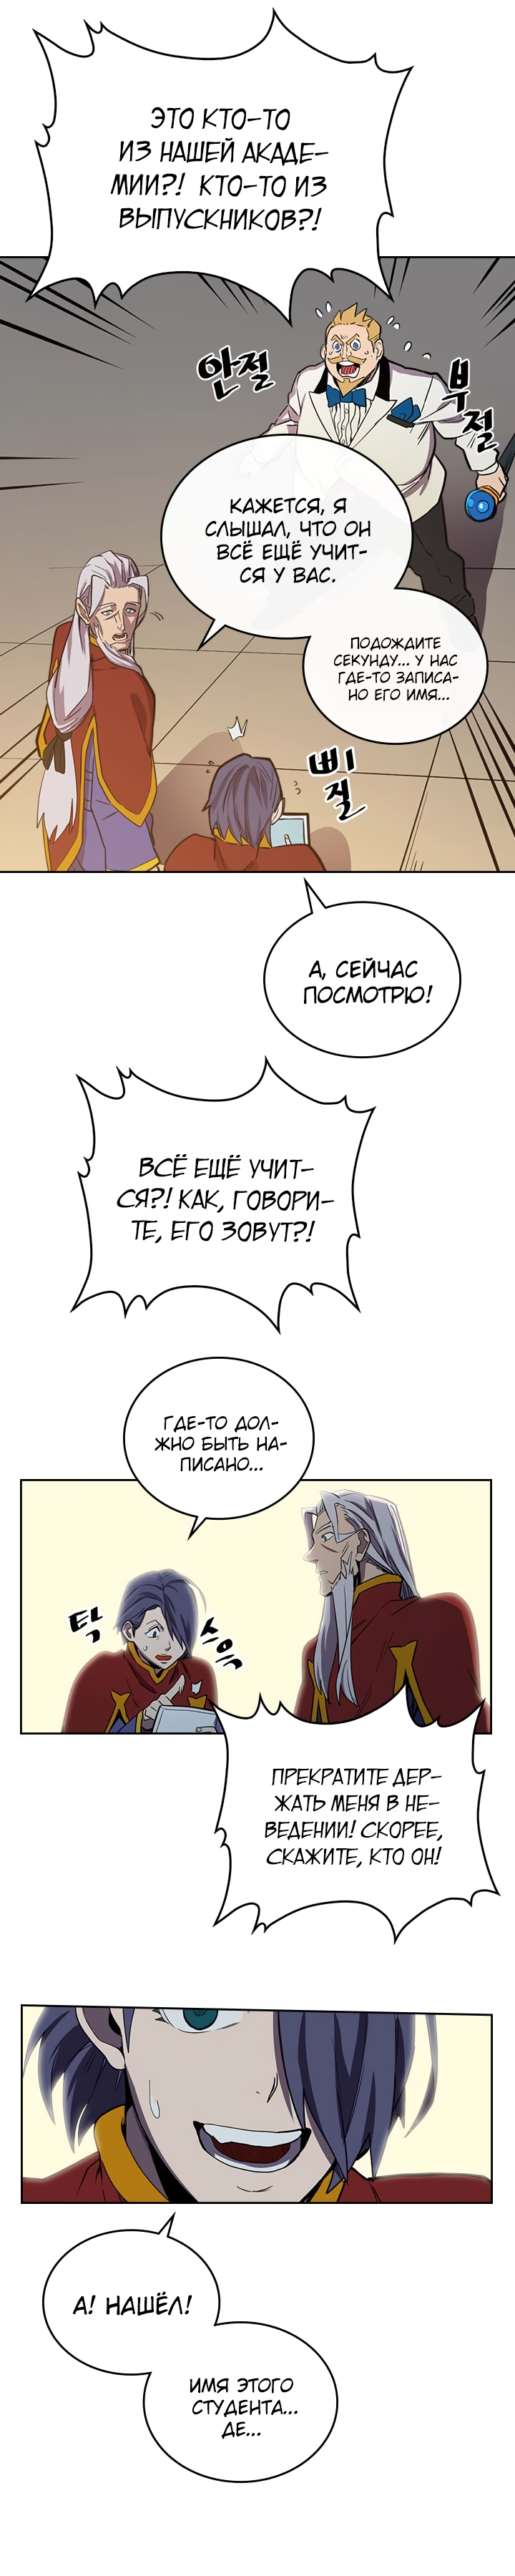 ЭТО КТО-ТО
ИЗ НАШЕЙ АКАДЕ-
МИИ?! КТО-ТО ИЗ
ВЫПУСКНИКОВ?!
안절
부절
КАЖЕТСЯ, Я
СЛЫШАЛ, ЧТО ОН
ВСЁ ЕЩЁ УЧИТ-
СЯ У ВАС.
ПОДОЖДИТЕ
СЕКУНДУ... У НАС
ГДЕ-ТО ЗАПИСА-
НО ЕГО ИМЯ...
삐
질
А, СЕЙЧАС
ПОСМОТРЮ!
ВСЁ ЕЩЁ УЧИТ-
СЯ?! КАК, ГОВОРИ-
ТЕ, ЕГО ЗОВУТ?!
ГДЕ-ТО ДОЛ-
ЖНО БЫТЬ НА-
ПИСАНО...
턱
스윽
ПРЕКРАТИТЕ ДЕР-
ЖАТЬ МЕНЯ В НЕ-
ВЕДЕНИИ! СКОРЕЕ,
СКАЖИТЕ, КТО ОН!
А! НАШЁЛ!
ИМЯ ЭТОГО
СТУДЕНТА...
ДЕ...